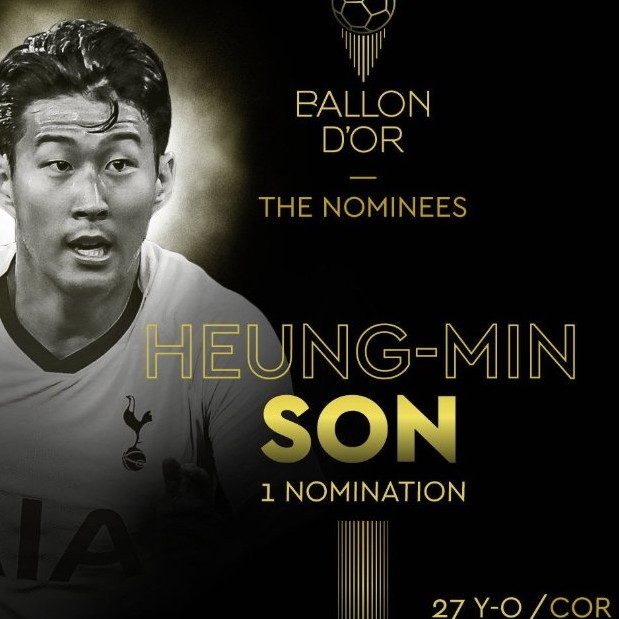 BALLON
D'OR
THE NOMINEES
HEUNG-MIN
SON
1 NOMINATION
27 Y-O / COR